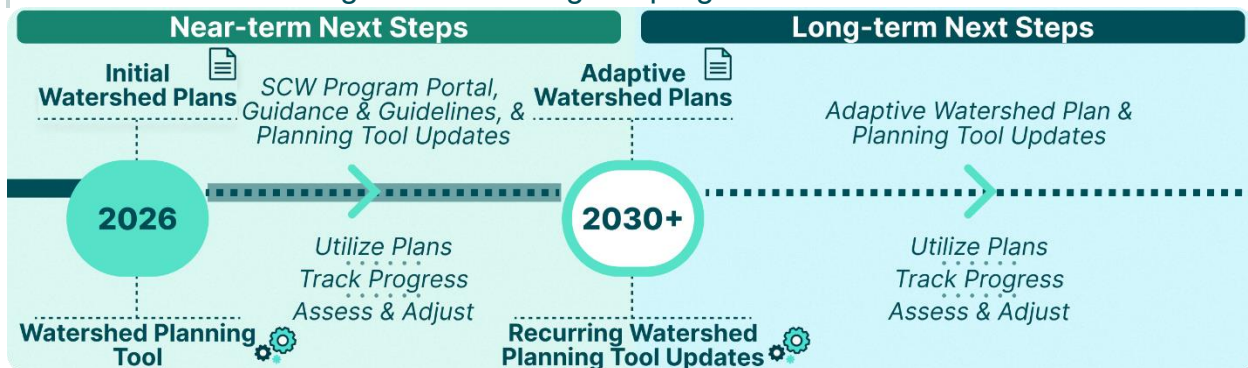 Near-term Next Steps
Long-term Next Steps
Initial
Watershed Plans
SCW Program Portal,
Guidance & Guidelines, &
Planning Tool Updates
Adaptive
Watershed Plans
Adaptive Watershed Plan &
Planning Tool Updates
2026
2030+
Utilize Plans
Track Progress
Assess & Adjust
Utilize Plans
Track Progress
Assess & Adjust
Watershed Planning
Tool
Recurring Watershed
Planning Tool Updates